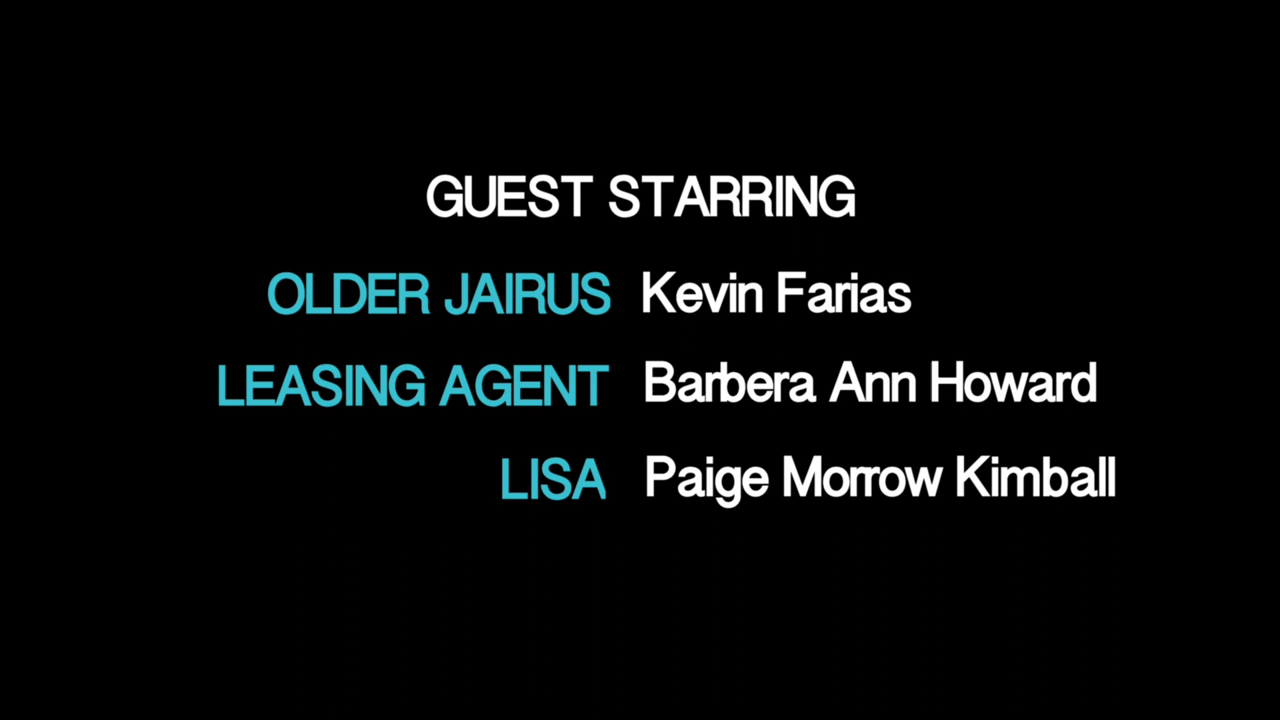 GUEST STARRING
OLDER JAIRUS Kevin Farias
LEASING AGENT Barbera Ann Howard
LISA Paige Morrow Kimball